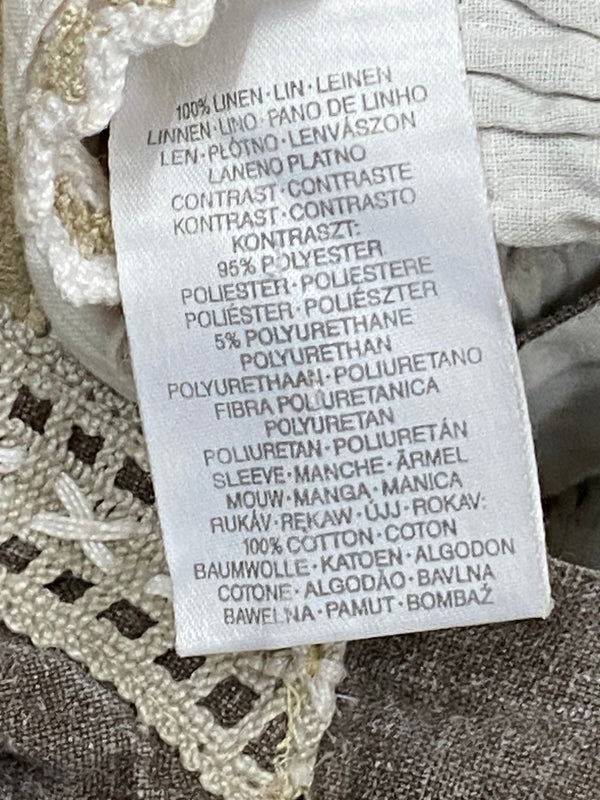 100% LINEN·LIN·LEINEN
LINNEN·LINO·PANO DE LINHO
LEN·PŁÓTNO·LENVÁSZON
LANENO PLATNO
CONTRAST·CONTRASTE
KONTRAST·CONTRASTO
KONTRASZT:
95% POLYESTER
POLIESTER·POLIESTERE
POLIÉSTER·POLIÉSZTER
5% POLYURETHANE
POLYURETHAN
POLYURETHAAN·POLIURETANO
FIBRA POLIURETANICA
POLYURETAN
POLIURETAN·POLIURETÁN
SLEEVE·MANCHE·ÄRMEL
MOUW·MANGA·MANICA
RUKÁV·RĘKAW·ÚJJ·ROKAV:
100% COTTON·COTON
BAUMWOLLE·KATOEN·ALGODON
COTONE·ALGODÃO·BAVLNA
BAWEŁNA·PAMUT·BOMBAŽ